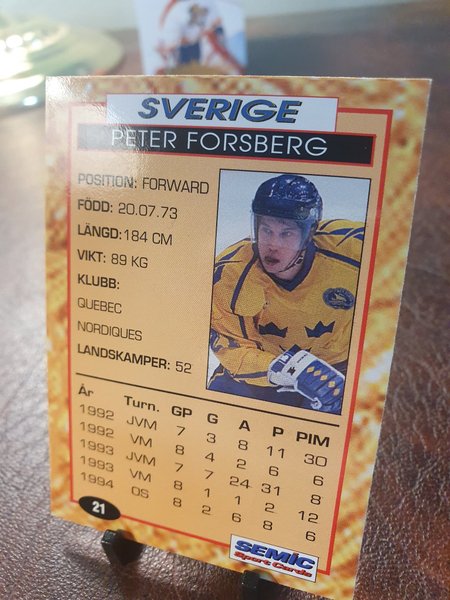 SVERIGE
PETER FORSBERG
POSITION: FORWARD
FÖDD: 20.07.73
LÄNGD: 184 CM
VIKT: 89 KG
KLUBB:
QUEBEC
NORDIQUES
LANDSKAMPER: 52
År Turn. GP G A P PIM
1992 JVM 7 3 8 11 30
1992 VM 8 4 2 6 6
1993 JVM 7 7 24 31 8
1993 VM 8 1 1 2 12
1994 OS 8 2 6 8 6
21
SEMIC
Sport Cards